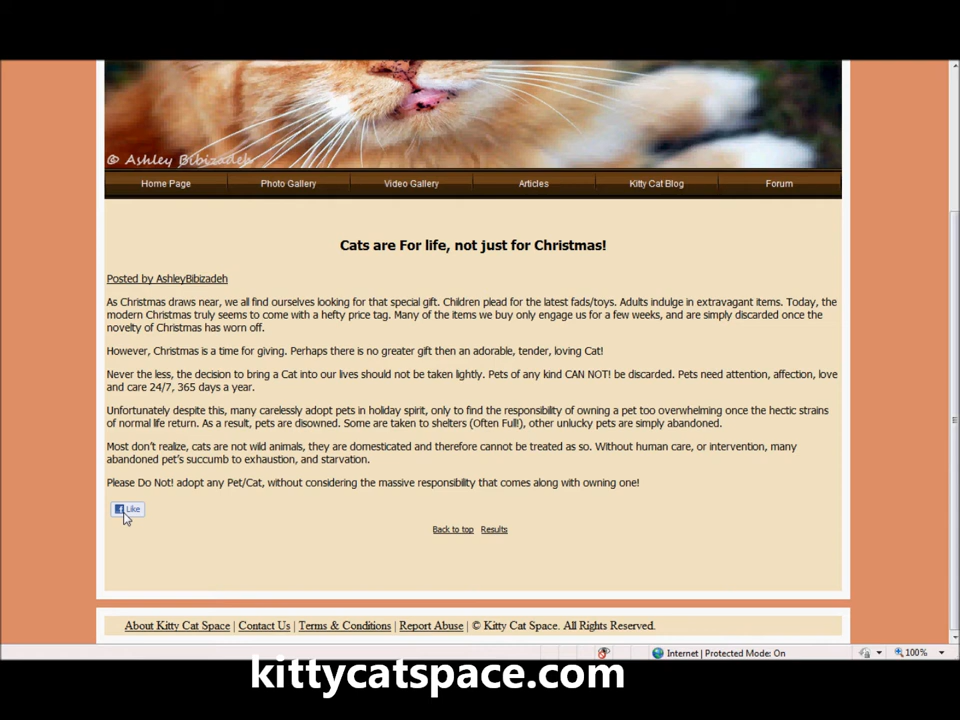 © Ashley Bibizadeh
Home Page Photo Gallery Video Gallery Articles Kitty Cat Blog Forum
Cats are For life, not just for Christmas!
Posted by AshleyBibizadeh
As Christmas draws near, we all find ourselves looking for that special gift. Children plead for the latest fads/toys. Adults indulge in extravagant items. Today, the
modern Christmas truly seems to come with a hefty price tag. Many of the items we buy only engage us for a few weeks, and are simply discarded once the
novelty of Christmas has worn off.
However, Christmas is a time for giving. Perhaps there is no greater gift then an adorable, tender, loving Cat!
Never the less, the decision to bring a Cat into our lives should not be taken lightly. Pets of any kind CAN NOT! be discarded. Pets need attention, affection, love
and care 24/7, 365 days a year.
Unfortunately despite this, many carelessly adopt pets in holiday spirit, only to find the responsibility of owning a pet too overwhelming once the hectic strains
of normal life return. As a result, pets are disowned. Some are taken to shelters (Often Full!), other unlucky pets are simply abandoned.
Most don't realize, cats are not wild animals, they are domesticated and therefore cannot be treated as so. Without human care, or intervention, many
abandoned pet's succumb to exhaustion, and starvation.
Please Do Not! adopt any Pet/Cat, without considering the massive responsibility that comes along with owning one!
Like
Back to top Results
About Kitty Cat Space | Contact Us | Terms & Conditions | Report Abuse | © Kitty Cat Space. All Rights Reserved.
Internet | Protected Mode: On 100%
kittycatspace.com